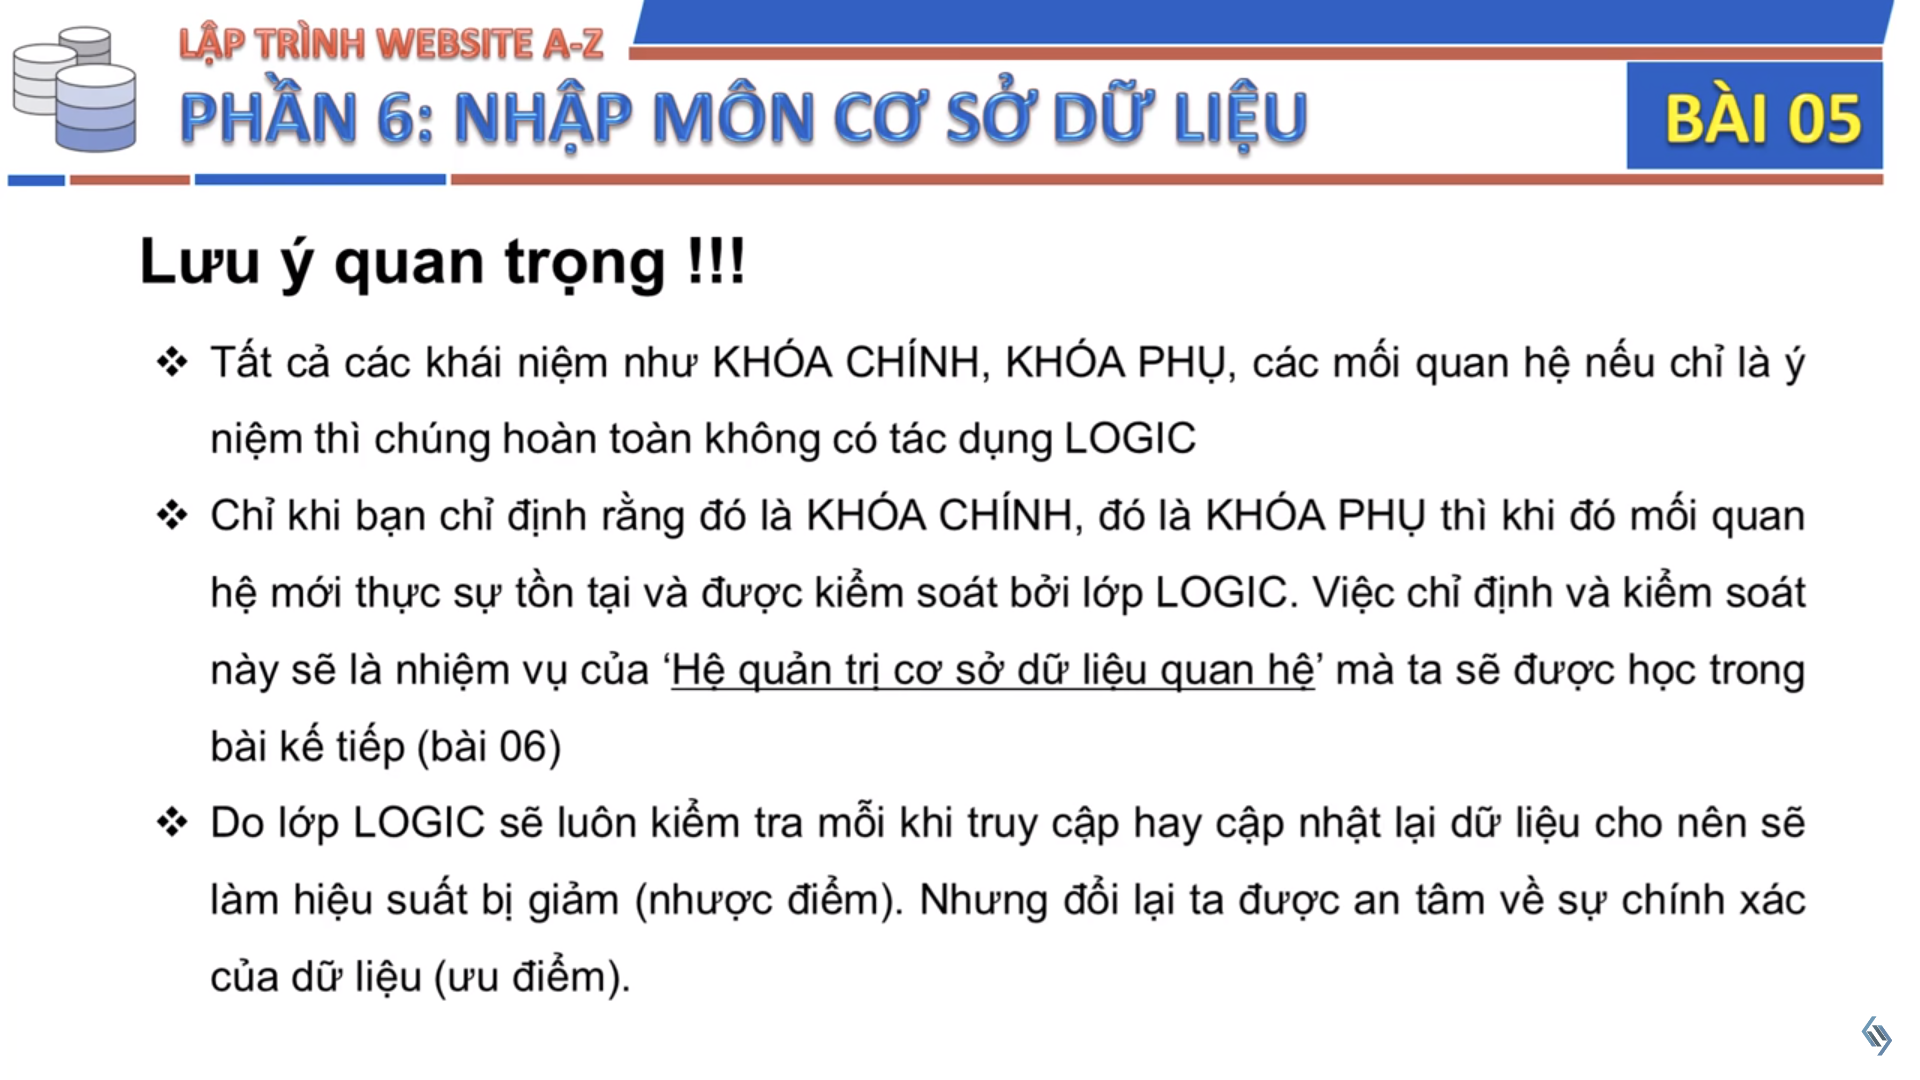 LẬP TRÌNH WEBSITE A-Z
PHẦN 6: NHẬP MÔN CƠ SỞ DỮ LIỆU
BÀI 05
Lưu ý quan trọng !!!
❖ Tất cả các khái niệm như KHÓA CHÍNH, KHÓA PHỤ, các mối quan hệ nếu chỉ là ý
niệm thì chúng hoàn toàn không có tác dụng LOGIC
❖ Chỉ khi bạn chỉ định rằng đó là KHÓA CHÍNH, đó là KHÓA PHỤ thì khi đó mối quan
hệ mới thực sự tồn tại và được kiểm soát bởi lớp LOGIC. Việc chỉ định và kiểm soát
này sẽ là nhiệm vụ của ‘Hệ quản trị cơ sở dữ liệu quan hệ’ mà ta sẽ được học trong
bài kế tiếp (bài 06)
❖ Do lớp LOGIC sẽ luôn kiểm tra mỗi khi truy cập hay cập nhật lại dữ liệu cho nên sẽ
làm hiệu suất bị giảm (nhược điểm). Nhưng đổi lại ta được an tâm về sự chính xác
của dữ liệu (ưu điểm).